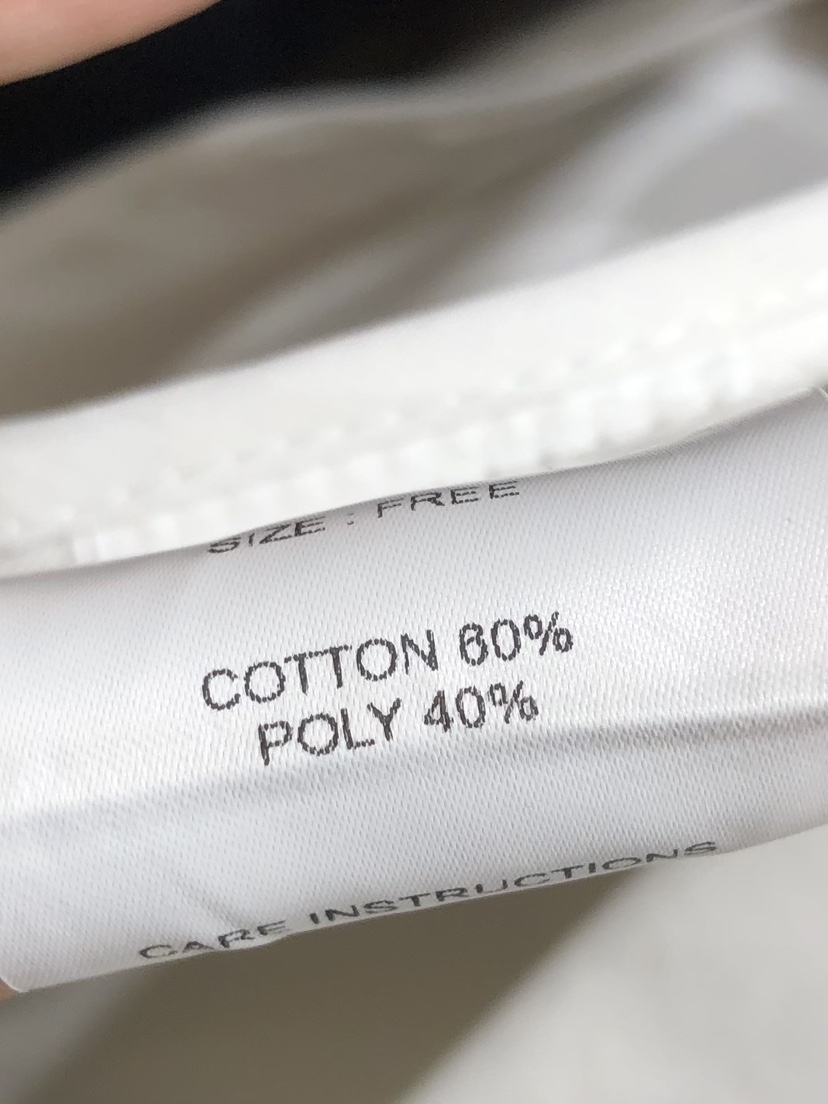 SIZE : FREE
COTTON 60%
POLY 40%
CARE INSTRUCTIONS